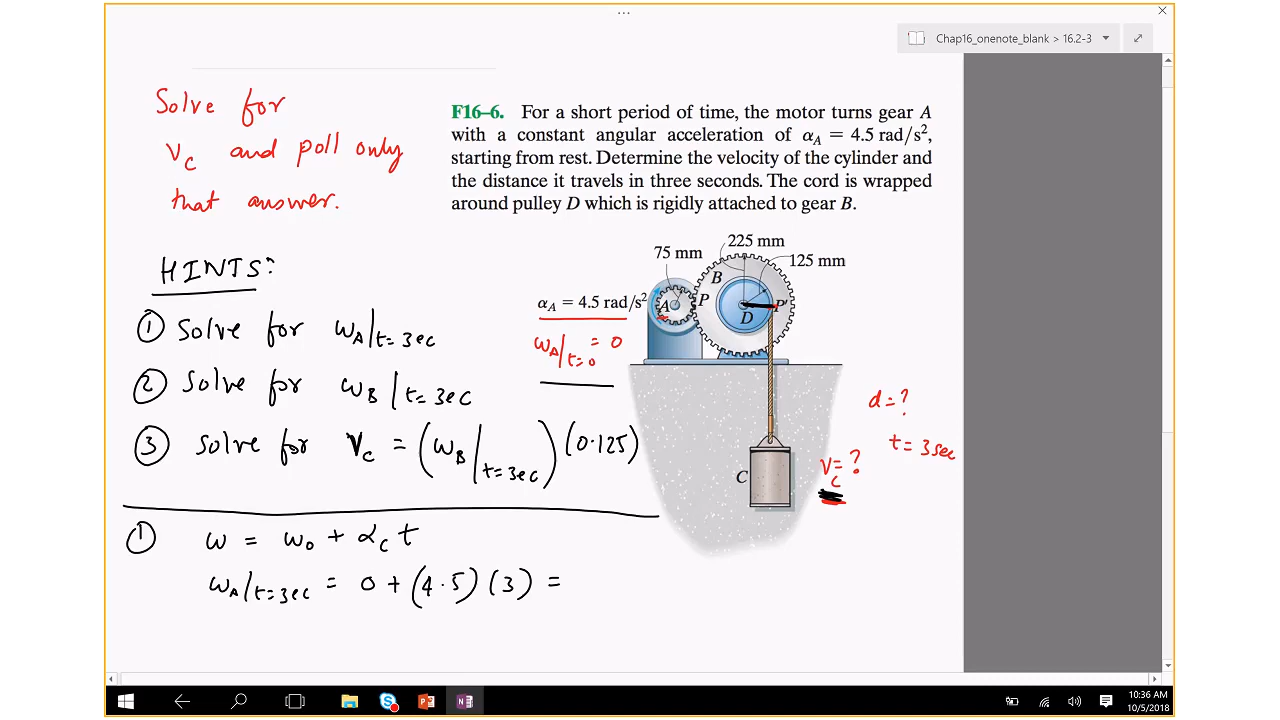 ...
Chap16_onenote_blank > 16.2-3
Solve for
v_C and poll only
that answer.
F16–6. For a short period of time, the motor turns gear A
with a constant angular acceleration of α_A = 4.5 rad/s²,
starting from rest. Determine the velocity of the cylinder and
the distance it travels in three seconds. The cord is wrapped
around pulley D which is rigidly attached to gear B.
HINTS:
① Solve for ω_A|t=3ec
② Solve for ω_B|t=3ec
③ Solve for v_C = (ω_B|t=3ec)(0.125)
225 mm
75 mm
125 mm
B
α_A = 4.5 rad/s²
A
P
P'
D
ω_A|t=0 = 0
d = ?
t = 3 sec
v_C = ?
C
① ω = ω₀ + α_c t
ω_A|t=3ec = 0 + (4.5)(3) =
10:36 AM
10/5/2018